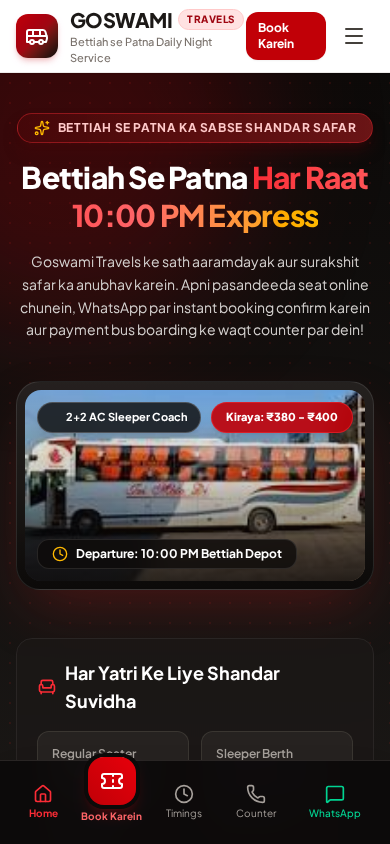 GOSWAMI TRAVELS
Bettiah se Patna Daily Night
Service
Book
Karein
BETTIAH SE PATNA KA SABSE SHANDAR SAFAR
Bettiah Se Patna Har Raat
10:00 PM Express
Goswami Travels ke sath aaramdayak aur surakshit
safar ka anubhav karein. Apni pasandeeda seat online
chunein, WhatsApp par instant booking confirm karein
aur payment bus boarding ke waqt counter par dein!
2+2 AC Sleeper Coach
Kiraya: ₹380 - ₹400
Departure: 10:00 PM Bettiah Depot
Har Yatri Ke Liye Shandar
Suvidha
Regular Seater
Sleeper Berth
Home
Book Karein
Timings
Counter
WhatsApp